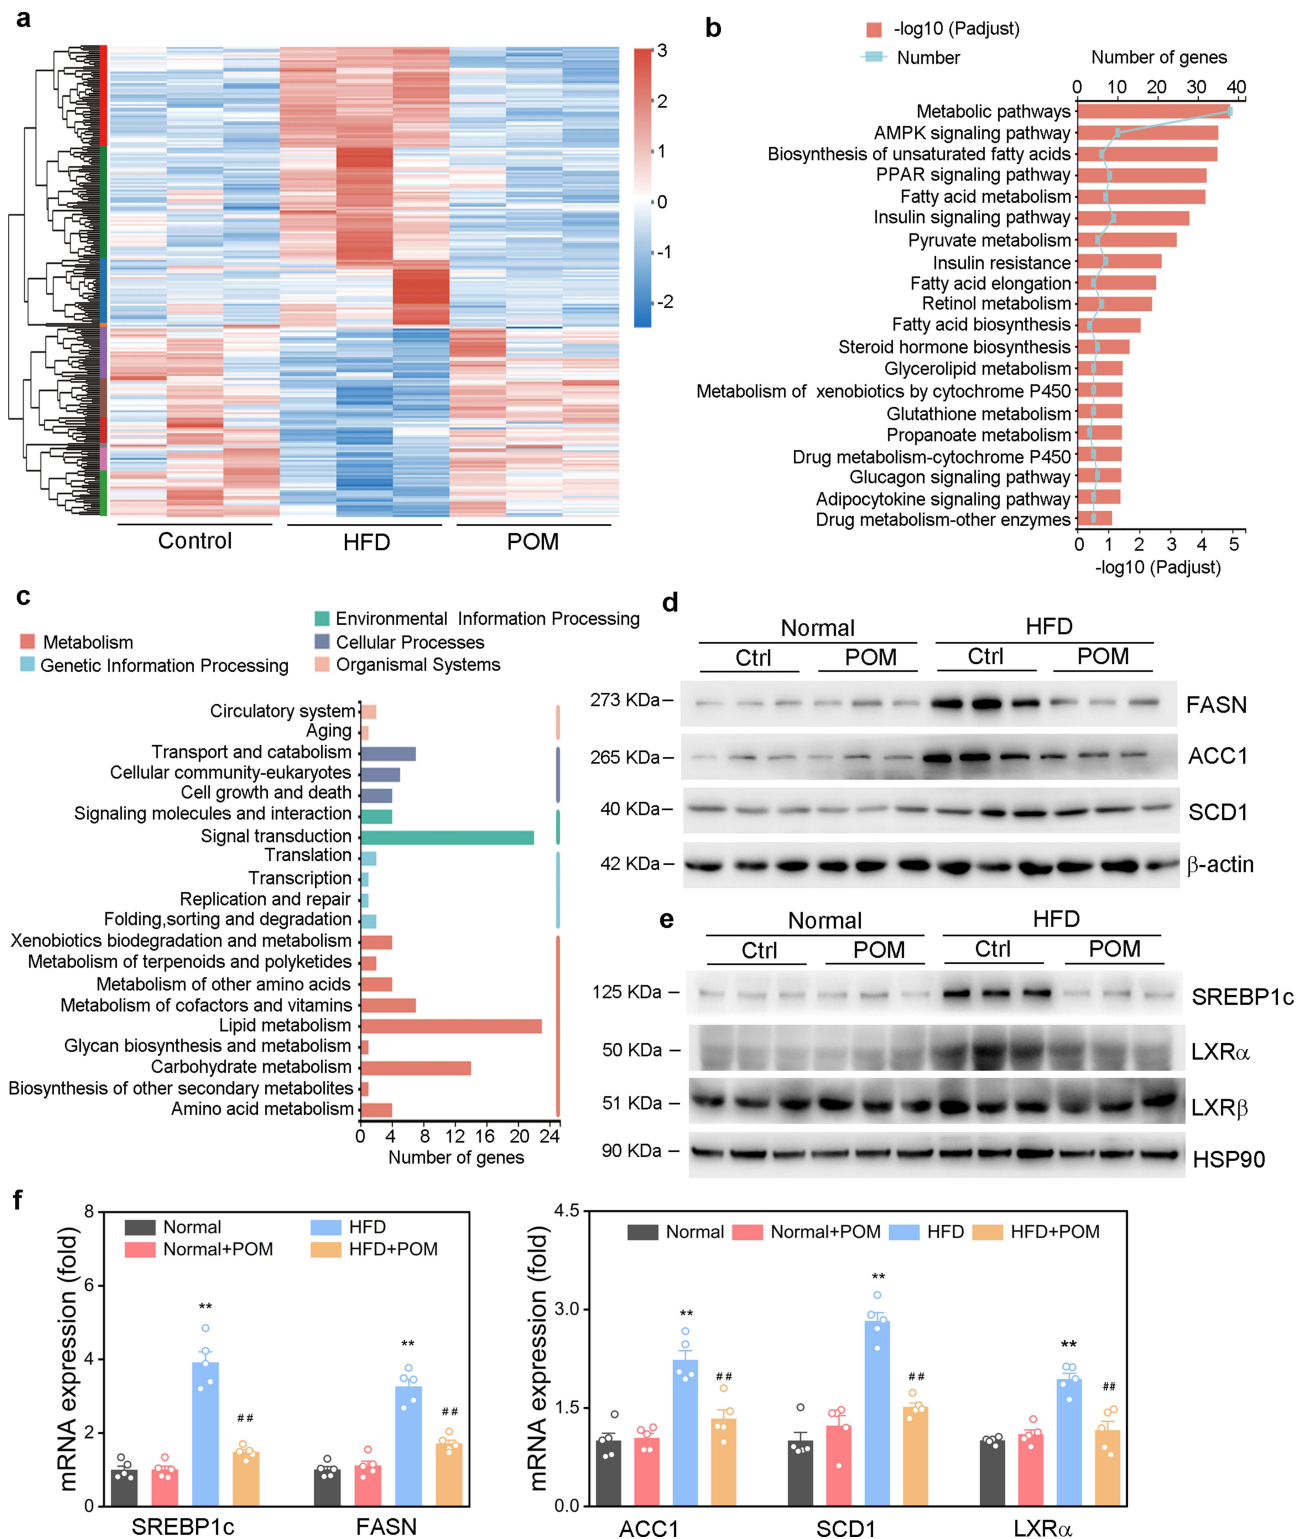 a
3
2
1
0
-1
-2
Control HFD POM
b
-log10 (Padjust)
Number
Number of genes
0 10 20 30 40
Metabolic pathways
AMPK signaling pathway
Biosynthesis of unsaturated fatty acids
PPAR signaling pathway
Fatty acid metabolism
Insulin signaling pathway
Pyruvate metabolism
Insulin resistance
Fatty acid elongation
Retinol metabolism
Fatty acid biosynthesis
Steroid hormone biosynthesis
Glycerolipid metabolism
Metabolism of xenobiotics by cytochrome P450
Glutathione metabolism
Propanoate metabolism
Drug metabolism-cytochrome P450
Glucagon signaling pathway
Adipocytokine signaling pathway
Drug metabolism-other enzymes
0 1 2 3 4 5
-log10 (Padjust)
c
Metabolism
Genetic Information Processing
Environmental Information Processing
Cellular Processes
Organismal Systems
Circulatory system
Aging
Transport and catabolism
Cellular community-eukaryotes
Cell growth and death
Signaling molecules and interaction
Signal transduction
Translation
Transcription
Replication and repair
Folding,sorting and degradation
Xenobiotics biodegradation and metabolism
Metabolism of terpenoids and polyketides
Metabolism of other amino acids
Metabolism of cofactors and vitamins
Lipid metabolism
Glycan biosynthesis and metabolism
Carbohydrate metabolism
Biosynthesis of other secondary metabolites
Amino acid metabolism
0 4 8 12 16 20 24
Number of genes
d
Normal HFD
Ctrl POM Ctrl POM
273 KDa FASN
265 KDa ACC1
40 KDa SCD1
42 KDa β-actin
e
Normal HFD
Ctrl POM Ctrl POM
125 KDa SREBP1c
50 KDa LXRα
51 KDa LXRβ
90 KDa HSP90
f
mRNA expression (fold)
8
6
4
2
0
Normal HFD
Normal+POM HFD+POM
**
##
**
##
SREBP1c FASN
mRNA expression (fold)
4.5
3.0
1.5
0.0
Normal Normal+POM HFD HFD+POM
**
##
**
##
**
##
ACC1 SCD1 LXRα